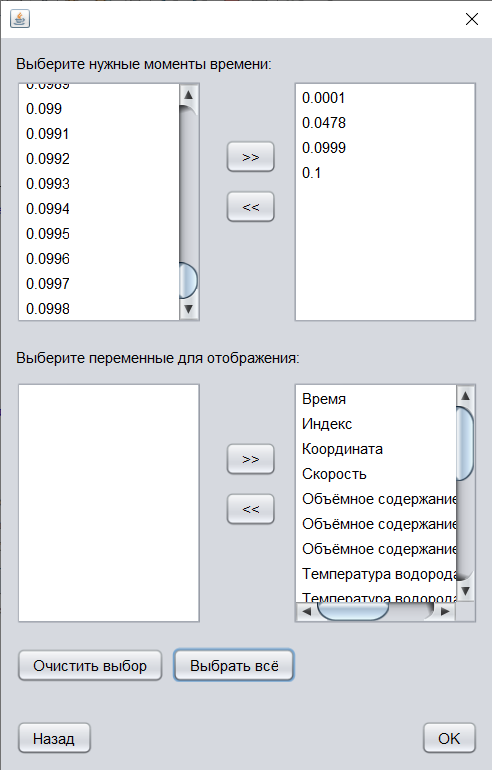 Выберите нужные моменты времени:
0.0989
0.099
0.0991
0.0992
0.0993
0.0994
0.0995
0.0996
0.0997
0.0998
>>
<<
0.0001
0.0478
0.0999
0.1
Выберите переменные для отображения:
>>
<<
Время
Индекс
Координата
Скорость
Объёмное содержание
Объёмное содержание
Объёмное содержание
Температура водорода
Температура водорода
Очистить выбор
Выбрать всё
Назад
OK